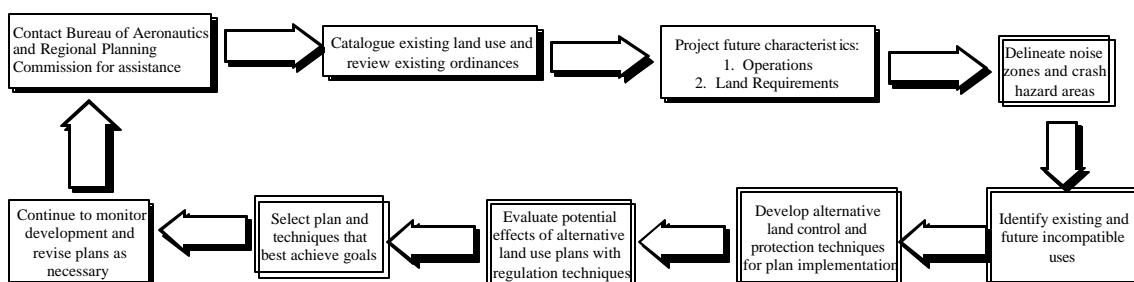 Contact Bureau of Aeronautics
and Regional Planning
Commission for assistance
Catalogue existing land use and
review existing ordinances
Project future characteristics:
1. Operations
2. Land Requirements
Delineate noise
zones and crash
hazard areas
Identify existing and
future incompatible
uses
Develop alternative
land control and
protection techniques
for plan implementation
Evaluate potential
effects of alternative
land use plans with
regulation techniques
Select plan and
techniques that
best achieve goals
Continue to monitor
development and
revise plans as
necessary